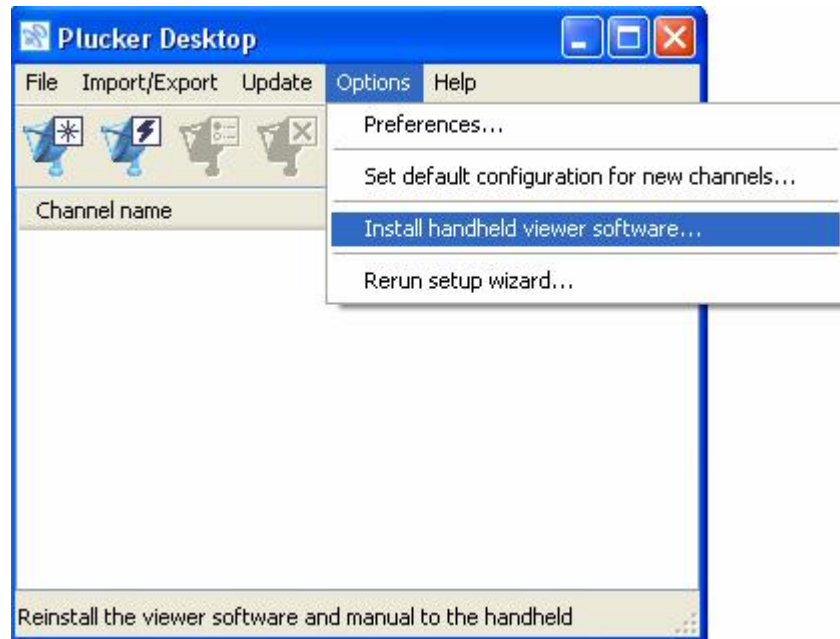 Plucker Desktop
File Import/Export Update Options Help
Preferences...
Set default configuration for new channels...
Channel name
Install handheld viewer software...
Rerun setup wizard...
Reinstall the viewer software and manual to the handheld